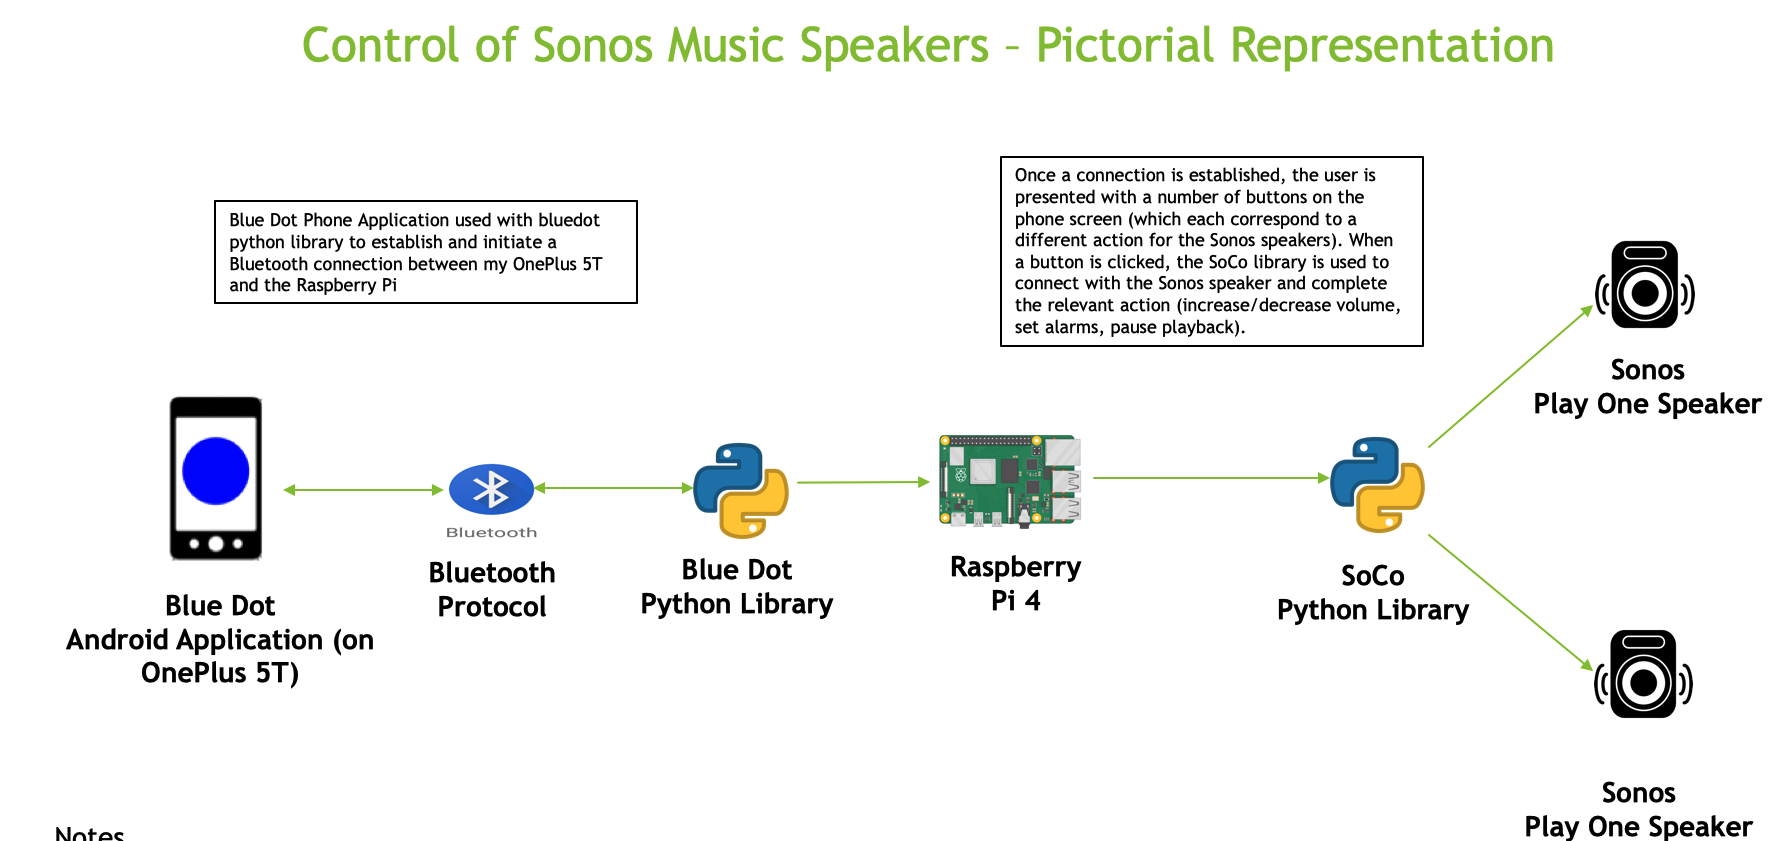 Control of Sonos Music Speakers – Pictorial Representation
Blue Dot Phone Application used with bluedot
python library to establish and initiate a
Bluetooth connection between my OnePlus 5T
and the Raspberry Pi
Once a connection is established, the user is
presented with a number of buttons on the
phone screen (which each correspond to a
different action for the Sonos speakers). When
a button is clicked, the SoCo library is used to
connect with the Sonos speaker and complete
the relevant action (increase/decrease volume,
set alarms, pause playback).
Sonos
Play One Speaker
Bluetooth
Blue Dot
Android Application (on
OnePlus 5T)
Bluetooth
Protocol
Blue Dot
Python Library
Raspberry
Pi 4
SoCo
Python Library
Sonos
Play One Speaker
Notes